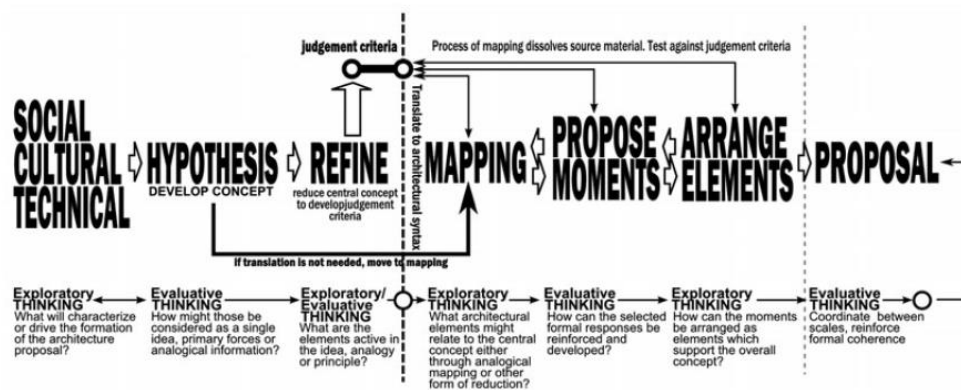 judgement criteria
Process of mapping dissolves source material. Test against judgement criteria
Translate to architectural syntax
SOCIAL
CULTURAL
TECHNICAL
HYPOTHESIS
DEVELOP CONCEPT
REFINE
reduce central concept
to developjudgement
criteria
MAPPING
PROPOSE
MOMENTS
ARRANGE
ELEMENTS
PROPOSAL
if translation is not needed, move to mapping
Exploratory
THINKING
What will characterize
or drive the formation
of the architecture
proposal?
Evaluative
THINKING
How might those be
considered as a single
idea, primary forces or
analogical information?
Exploratory/
Evaluative
THINKING
What are the
elements active in
the idea, analogy
or principle?
Exploratory
THINKING
What architectural
elements might
relate to the central
concept either
through analogical
mapping or other
form of reduction?
Evaluative
THINKING
How can the selected
formal responses be
reinforced and
developed?
Exploratory
THINKING
How can the moments
be arranged as
elements which
support the overall
concept?
Evaluative
THINKING
Coordinate between
scales, reinforce
formal coherence